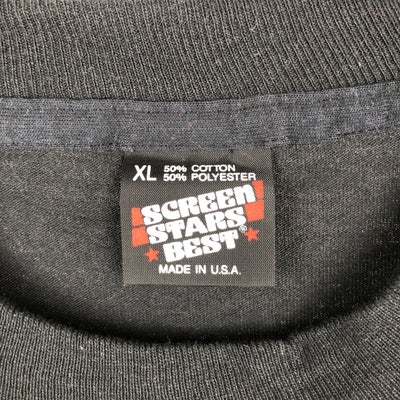 XL 50% COTTON
50% POLYESTER
SCREEN
STARS
BEST®
MADE IN U.S.A.